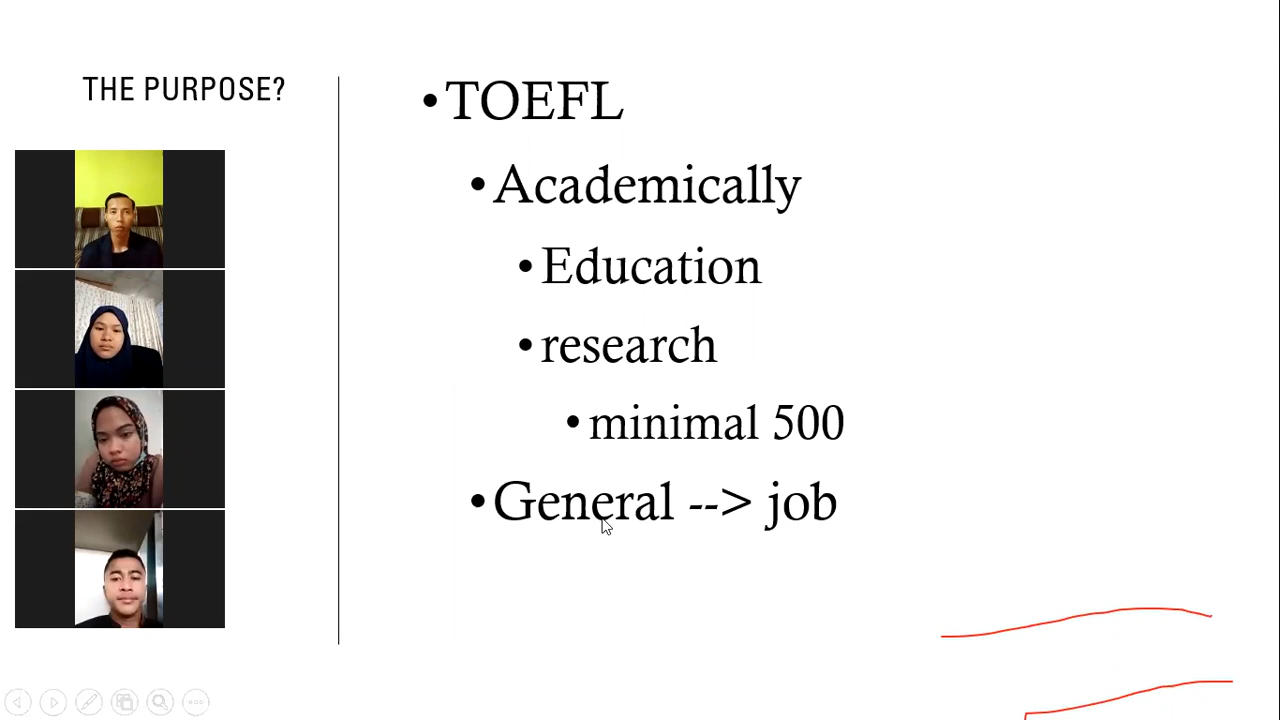 THE PURPOSE?
•TOEFL
•Academically
•Education
•research
•minimal 500
•General --> job